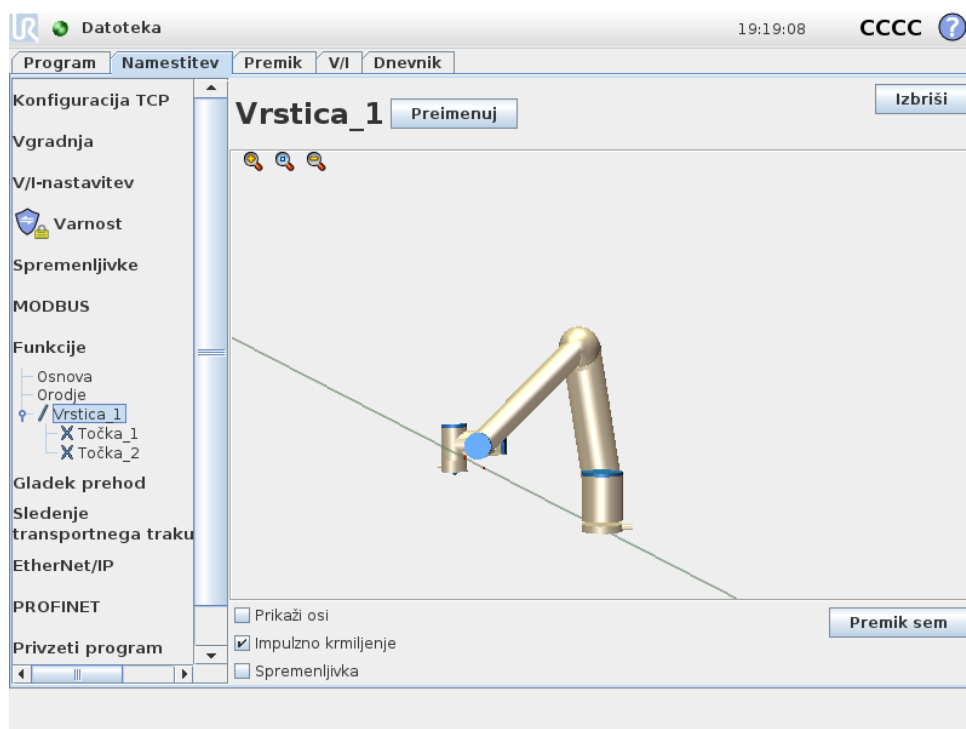 UR Datoteka 19:19:08 CCCC ?
Program Namestitev Premik V/I Dnevnik
Konfiguracija TCP
Vgradnja
V/I-nastavitev
Varnost
Spremenljivke
MODBUS
Funkcije
Osnova
Orodje
Vrstica_1
Točka_1
Točka_2
Gladek prehod
Sledenje
transportnega traku
EtherNet/IP
PROFINET
Privzeti program
Vrstica_1 Preimenuj Izbriši
Prikaži osi
Impulzno krmiljenje
Spremenljivka
Premik sem